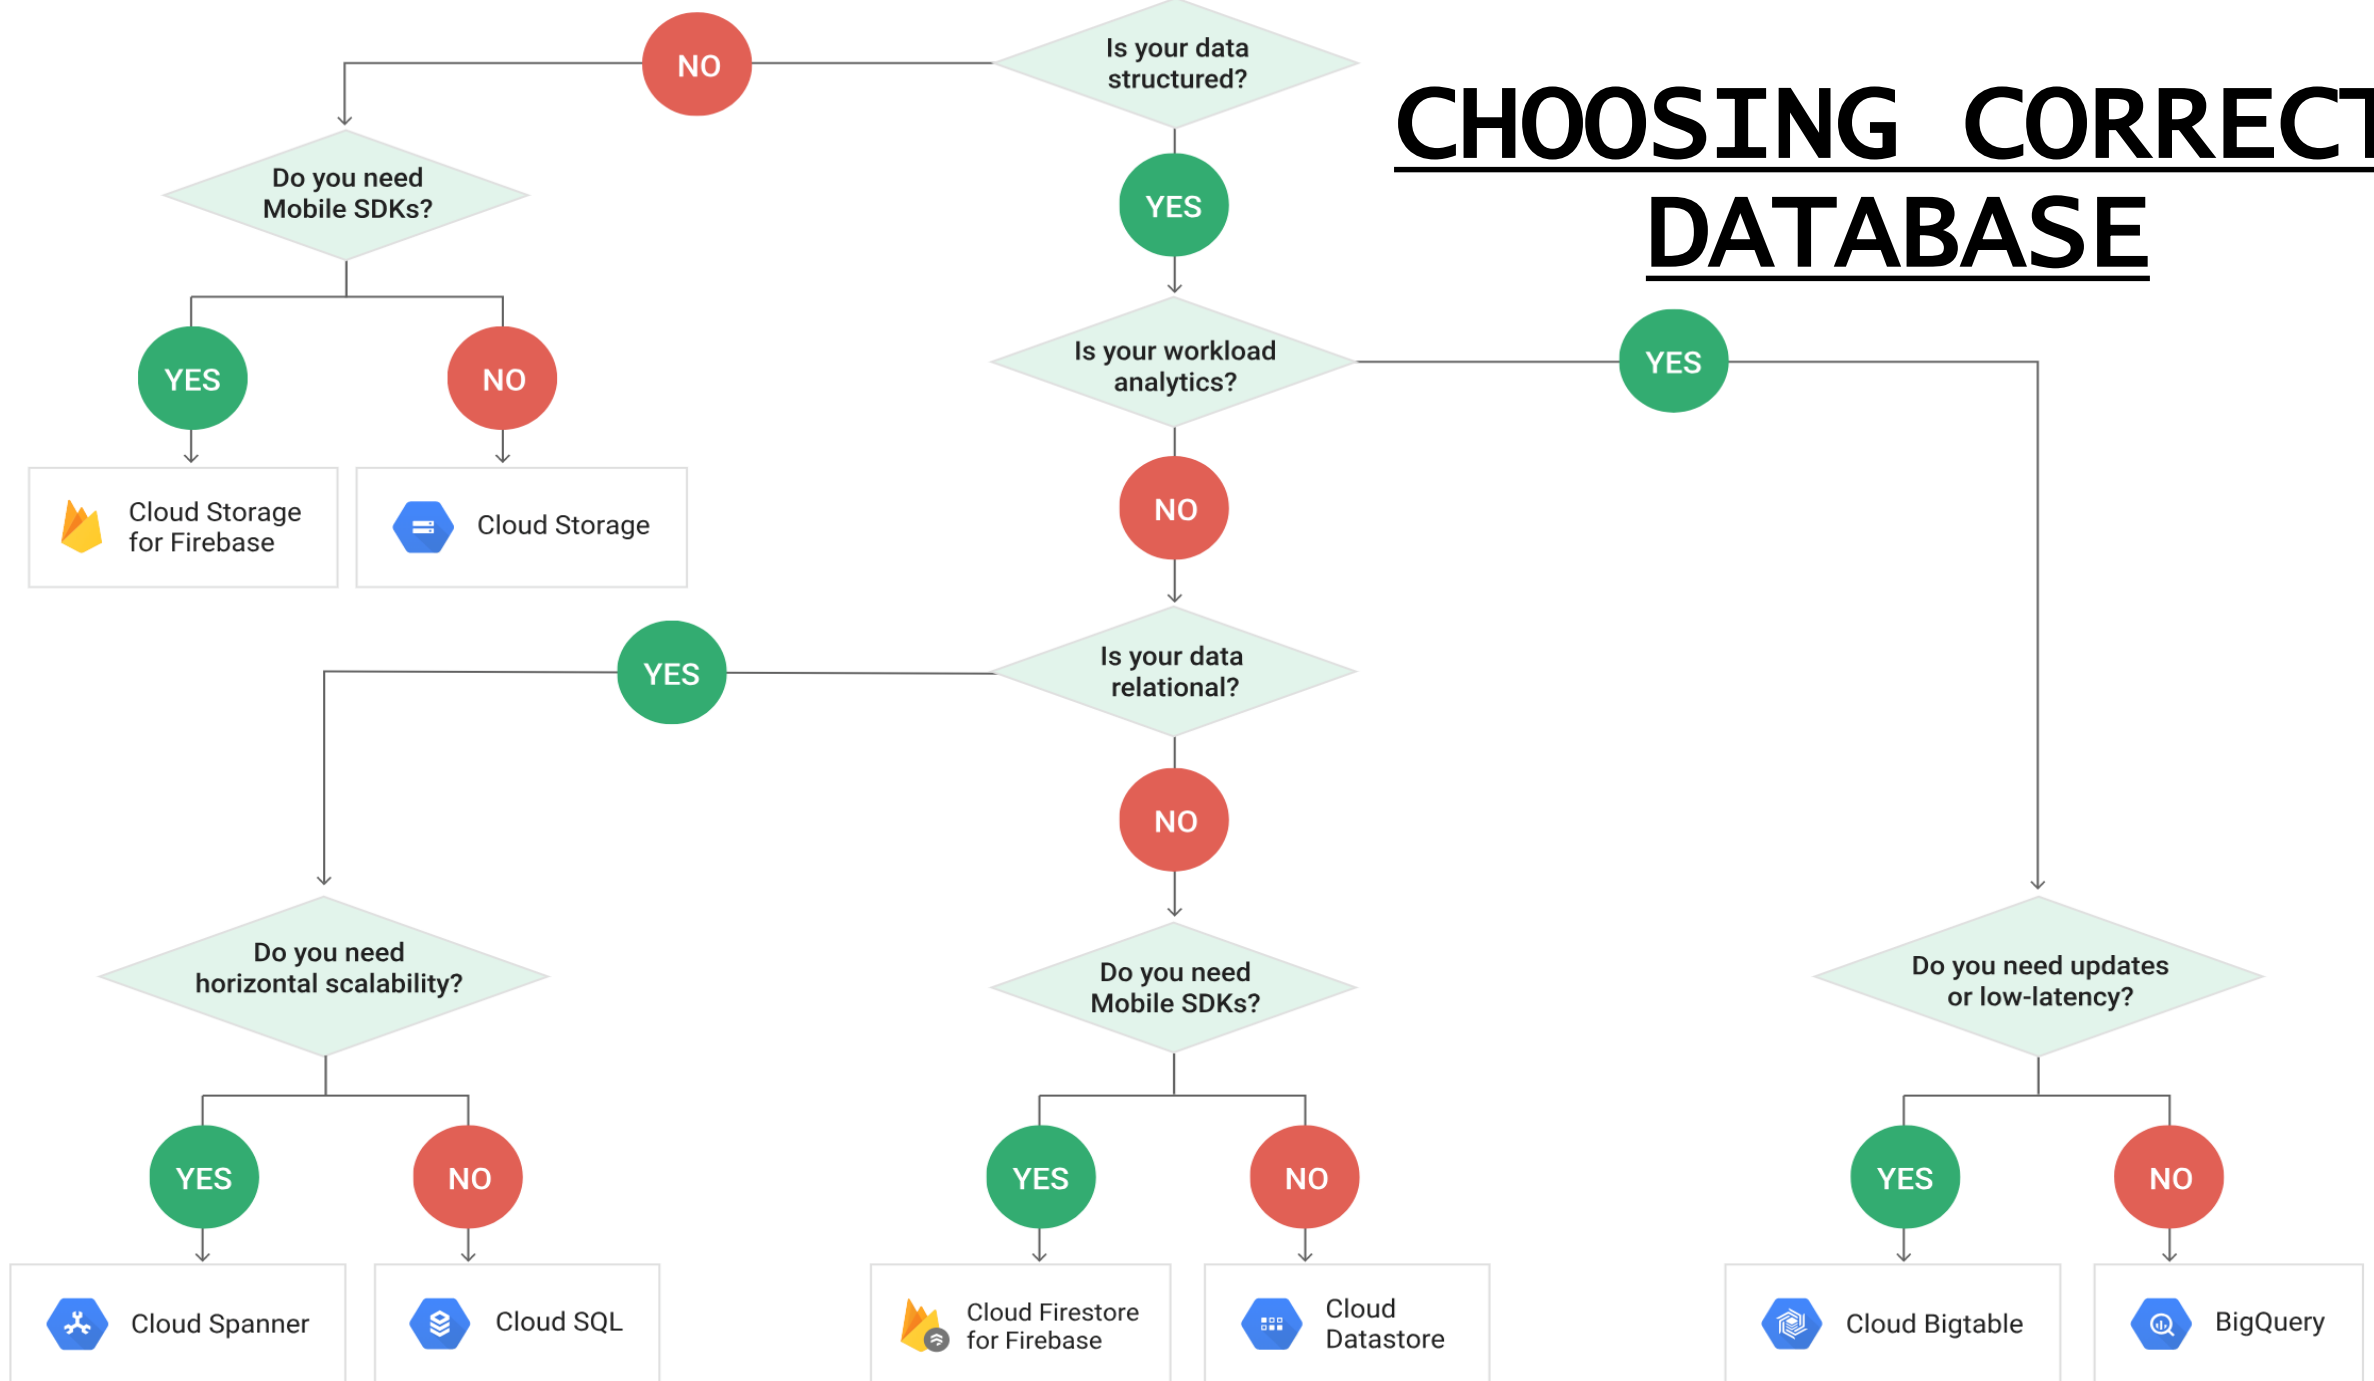 NO
Is your data
structured?
CHOOSING CORRECT
DATABASE
Do you need
Mobile SDKs?
YES
YES
NO
Is your workload
analytics?
YES
Cloud Storage
for Firebase
Cloud Storage
NO
YES
Is your data
relational?
NO
Do you need
horizontal scalability?
Do you need
Mobile SDKs?
Do you need updates
or low-latency?
YES
NO
YES
NO
YES
NO
Cloud Spanner
Cloud SQL
Cloud Firestore
for Firebase
Cloud
Datastore
Cloud Bigtable
BigQuery